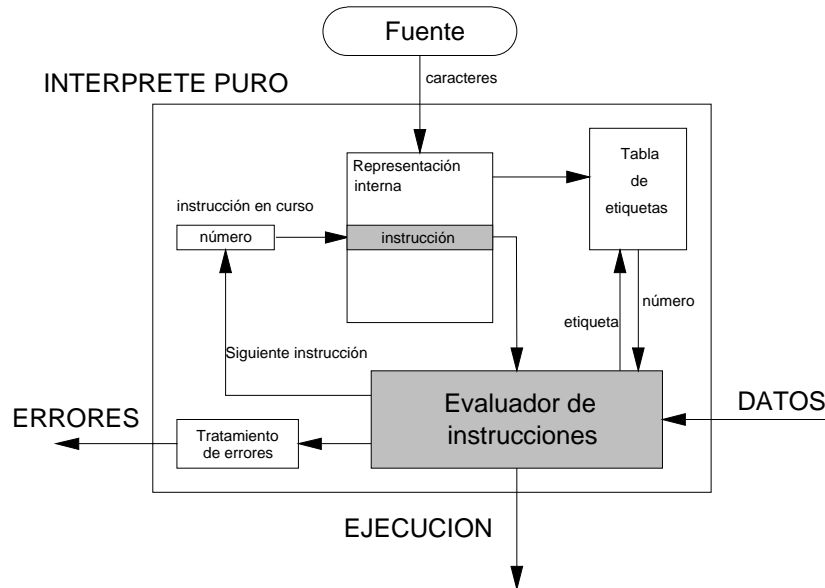 Fuente
INTERPRETE PURO
caracteres
Representación
interna
Tabla
de
etiquetas
instrucción en curso
número
instrucción
número
etiqueta
Siguiente instrucción
Evaluador de
instrucciones
DATOS
ERRORES
Tratamiento
de errores
EJECUCION